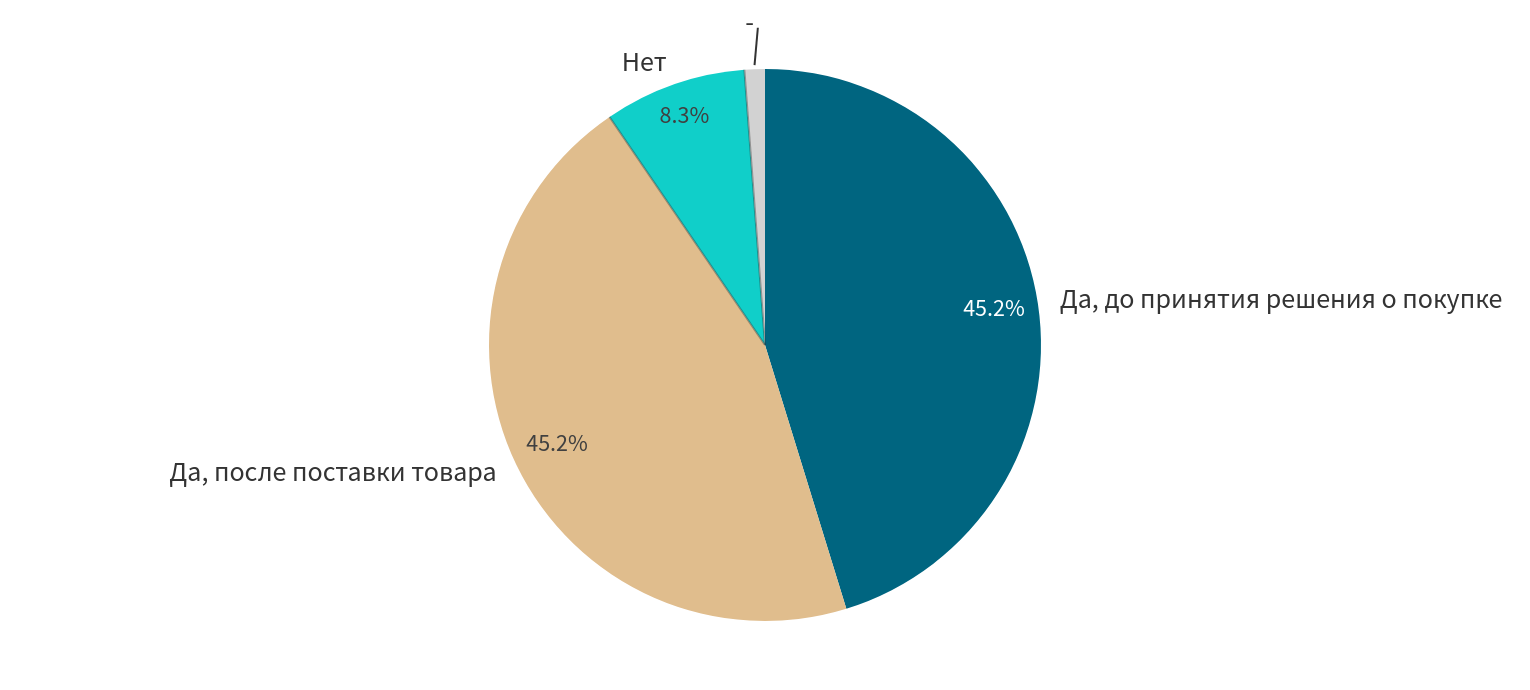 -
Нет
8.3%
45.2%
Да, до принятия решения о покупке
45.2%
Да, после поставки товара